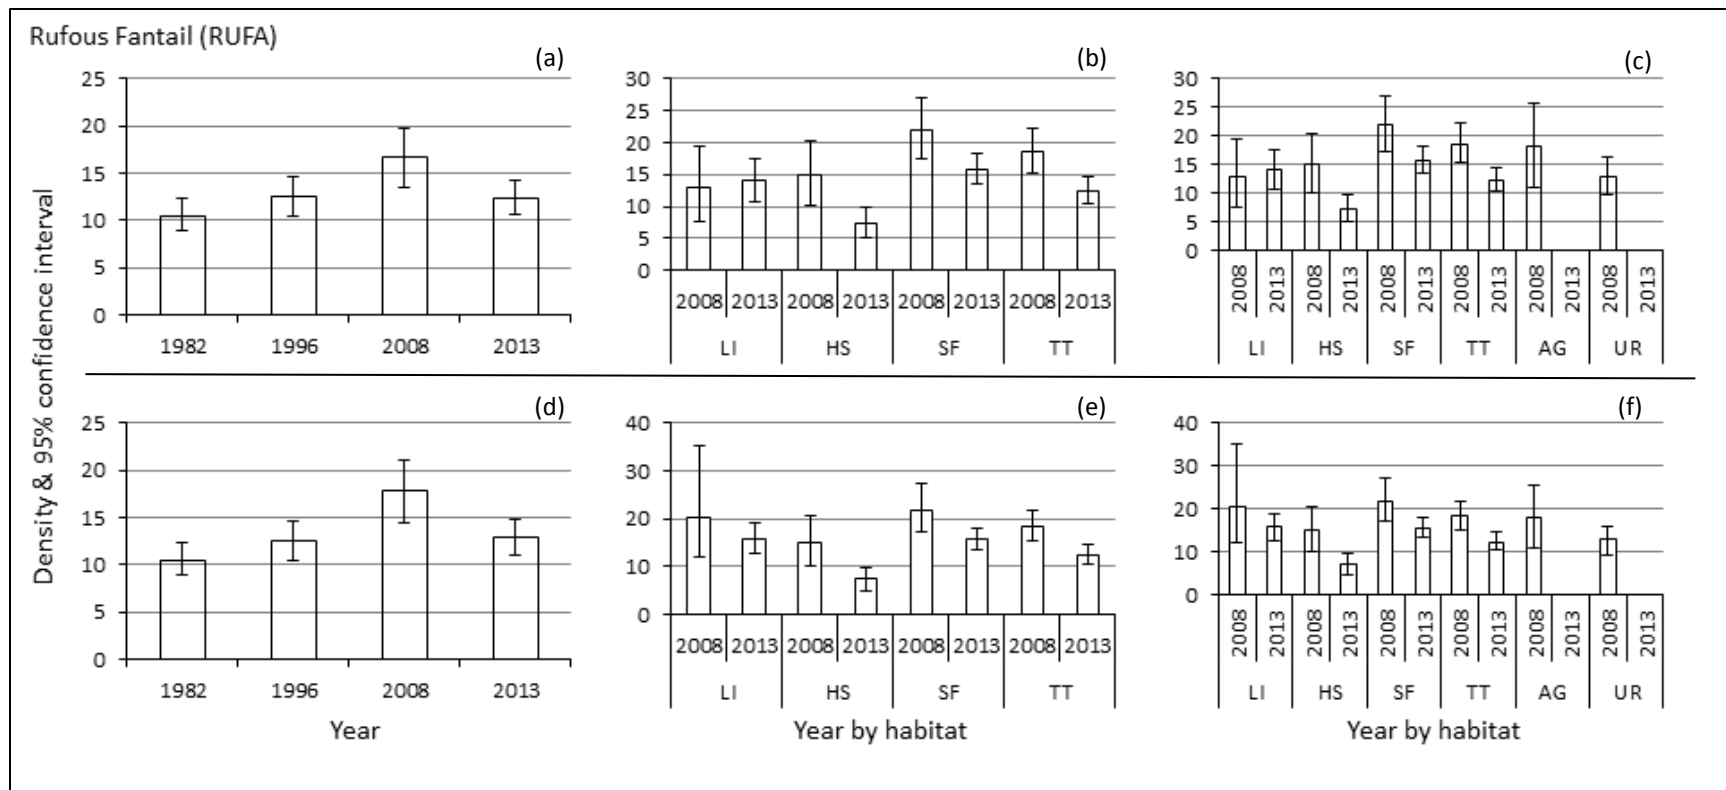 Rufous Fantail (RUFA)
Density & 95% confidence interval
(a)
25
20
15
10
5
0
1982 1996 2008 2013
(b)
30
25
20
15
10
5
0
2008 2013 2008 2013 2008 2013 2008 2013
LI HS SF TT
(c)
30
25
20
15
10
5
0
2008 2013 2008 2013 2008 2013 2008 2013 2008 2013 2008 2013
LI HS SF TT AG UR
(d)
25
20
15
10
5
0
1982 1996 2008 2013
Year
(e)
40
30
20
10
0
2008 2013 2008 2013 2008 2013 2008 2013
LI HS SF TT
Year by habitat
(f)
40
30
20
10
0
2008 2013 2008 2013 2008 2013 2008 2013 2008 2013 2008 2013
LI HS SF TT AG UR
Year by habitat